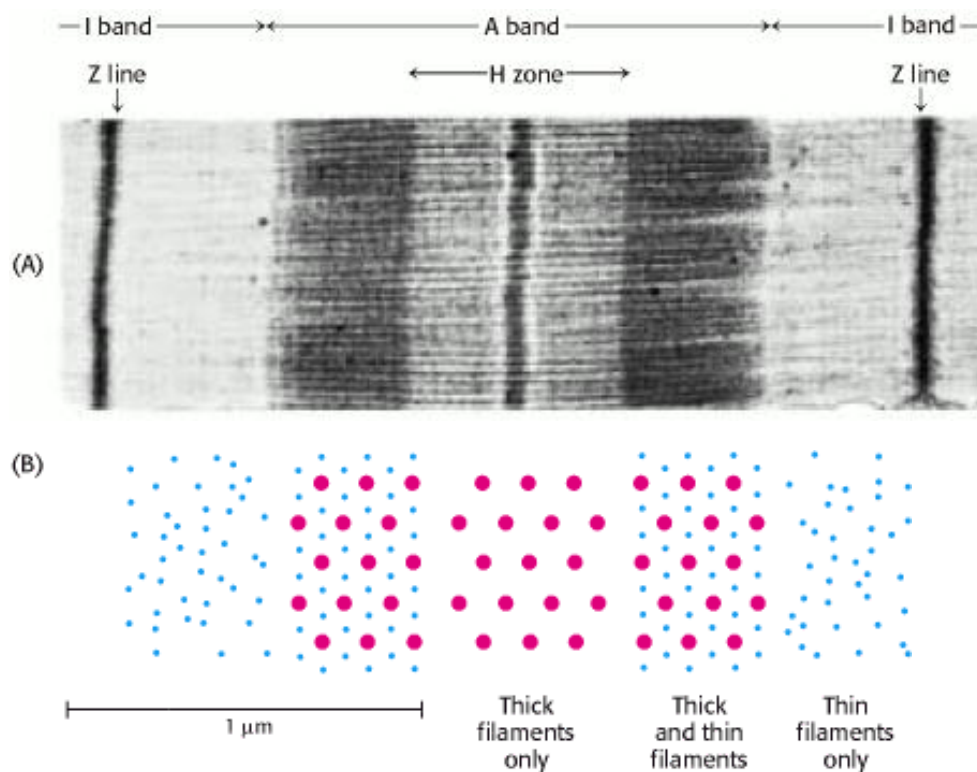 I band
A band
I band
Z line
H zone
Z line
(A)
(B)
1 μm
Thick
filaments
only
Thick
and thin
filaments
Thin
filaments
only